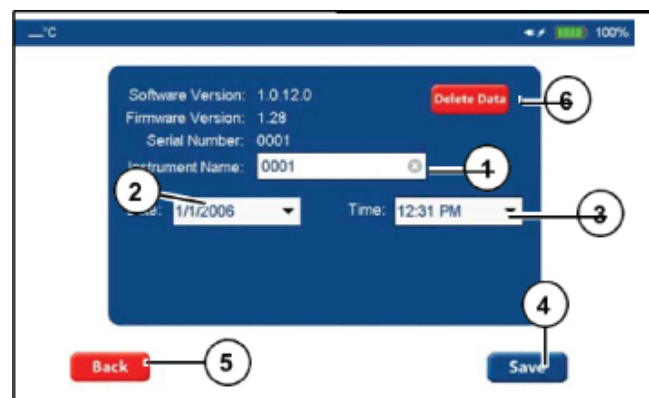 __°C 100%
Software Version: 1.0.12.0 Delete Data 6
Firmware Version: 1.28
Serial Number: 0001
Instrument Name: 0001 1
2
1/1/2006 Time: 12:31 PM 3
4
Back 5 Save